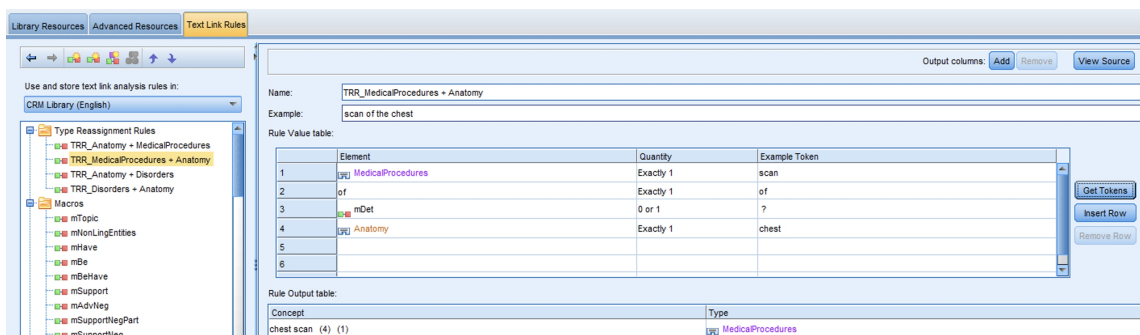 Library Resources Advanced Resources Text Link Rules
Output columns: Add Remove View Source
Use and store text link analysis rules in:
CRM Library (English)
Type Reassignment Rules
TRR_Anatomy + MedicalProcedures
TRR_MedicalProcedures + Anatomy
TRR_Anatomy + Disorders
TRR_Disorders + Anatomy
Macros
mTopic
mNonLingEntities
mHave
mBe
mBeHave
mSupport
mAdvNeg
mSupportNegPart
mSupportNeg
Name: TRR_MedicalProcedures + Anatomy
Example: scan of the chest
Rule Value table:
Element Quantity Example Token
1 MedicalProcedures Exactly 1 scan
2 of Exactly 1 of
3 mDet 0 or 1 ?
4 Anatomy Exactly 1 chest
5
6
Get Tokens
Insert Row
Remove Row
Rule Output table:
Concept Type
chest scan (4) (1) MedicalProcedures